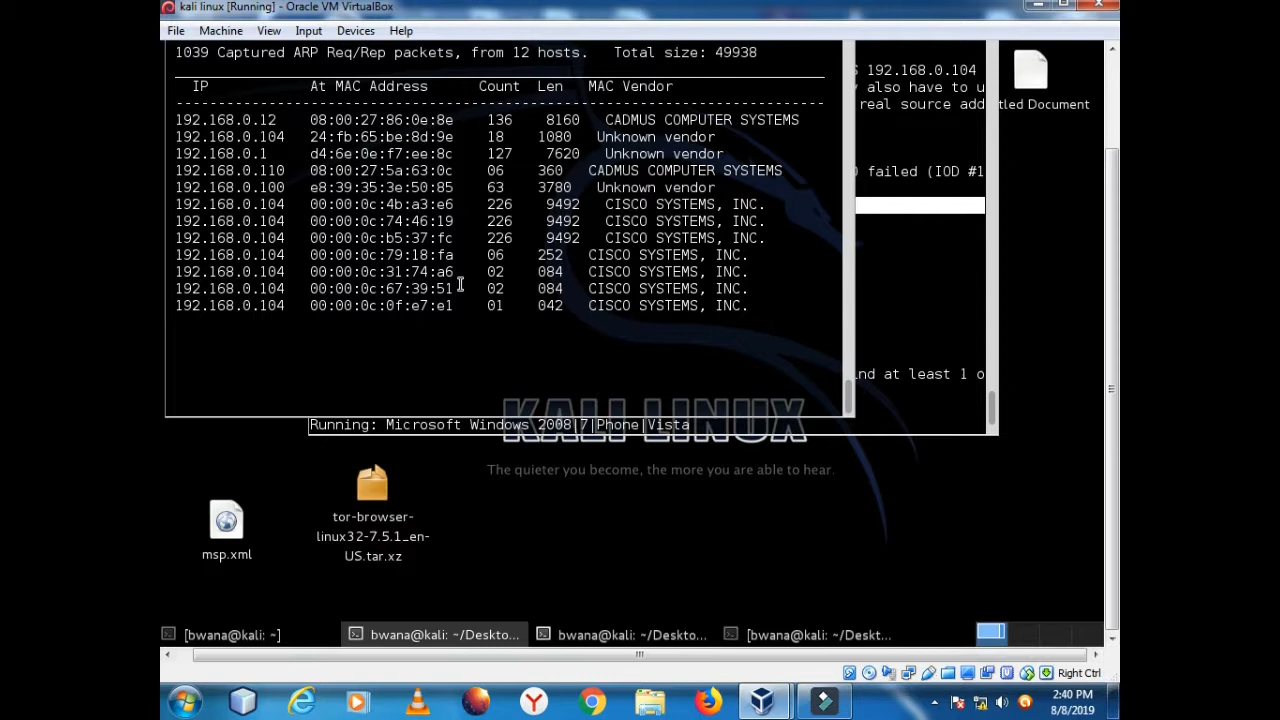 kali linux [Running] - Oracle VM VirtualBox
File Machine View Input Devices Help
1039 Captured ARP Req/Rep packets, from 12 hosts. Total size: 49938
IP At MAC Address Count Len MAC Vendor
192.168.0.12 08:00:27:86:0e:8e 136 8160 CADMUS COMPUTER SYSTEMS
192.168.0.104 24:fb:65:be:8d:9e 18 1080 Unknown vendor
192.168.0.1 d4:6e:0e:f7:ee:8c 127 7620 Unknown vendor
192.168.0.110 08:00:27:5a:63:0c 06 360 CADMUS COMPUTER SYSTEMS
192.168.0.100 e8:39:35:3e:50:85 63 3780 Unknown vendor
192.168.0.104 00:00:0c:4b:a3:e6 226 9492 CISCO SYSTEMS, INC.
192.168.0.104 00:00:0c:74:46:19 226 9492 CISCO SYSTEMS, INC.
192.168.0.104 00:00:0c:b5:37:fc 226 9492 CISCO SYSTEMS, INC.
192.168.0.104 00:00:0c:79:18:fa 06 252 CISCO SYSTEMS, INC.
192.168.0.104 00:00:0c:31:74:a6 02 084 CISCO SYSTEMS, INC.
192.168.0.104 00:00:0c:67:39:51 02 084 CISCO SYSTEMS, INC.
192.168.0.104 00:00:0c:0f:e7:e1 01 042 CISCO SYSTEMS, INC.
192.168.0.104
also have to u
real source add
failed (IOD #1
nd at least 1 o
Running: Microsoft Windows 2008|7|Phone|Vista
tled Document
KALI LINUX
The quieter you become, the more you are able to hear.
msp.xml
tor-browser-
linux32-7.5.1_en-
US.tar.xz
[bwana@kali: ~]
bwana@kali: ~/Deskto...
bwana@kali: ~/Deskto...
[bwana@kali: ~/Deskt...
Right Ctrl
2:40 PM
8/8/2019